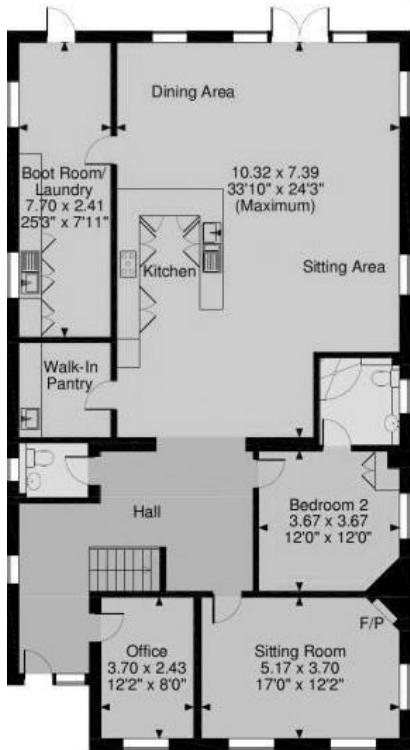 Dining Area
Boot Room/
Laundry
7.70 x 2.41
25'3" x 7'11"
10.32 x 7.39
33'10" x 24'3"
(Maximum)
Kitchen
Sitting Area
Walk-In
Pantry
Hall
Bedroom 2
3.67 x 3.67
12'0" x 12'0"
F/P
Office
3.70 x 2.43
12'2" x 8'0"
Sitting Room
5.17 x 3.70
17'0" x 12'2"